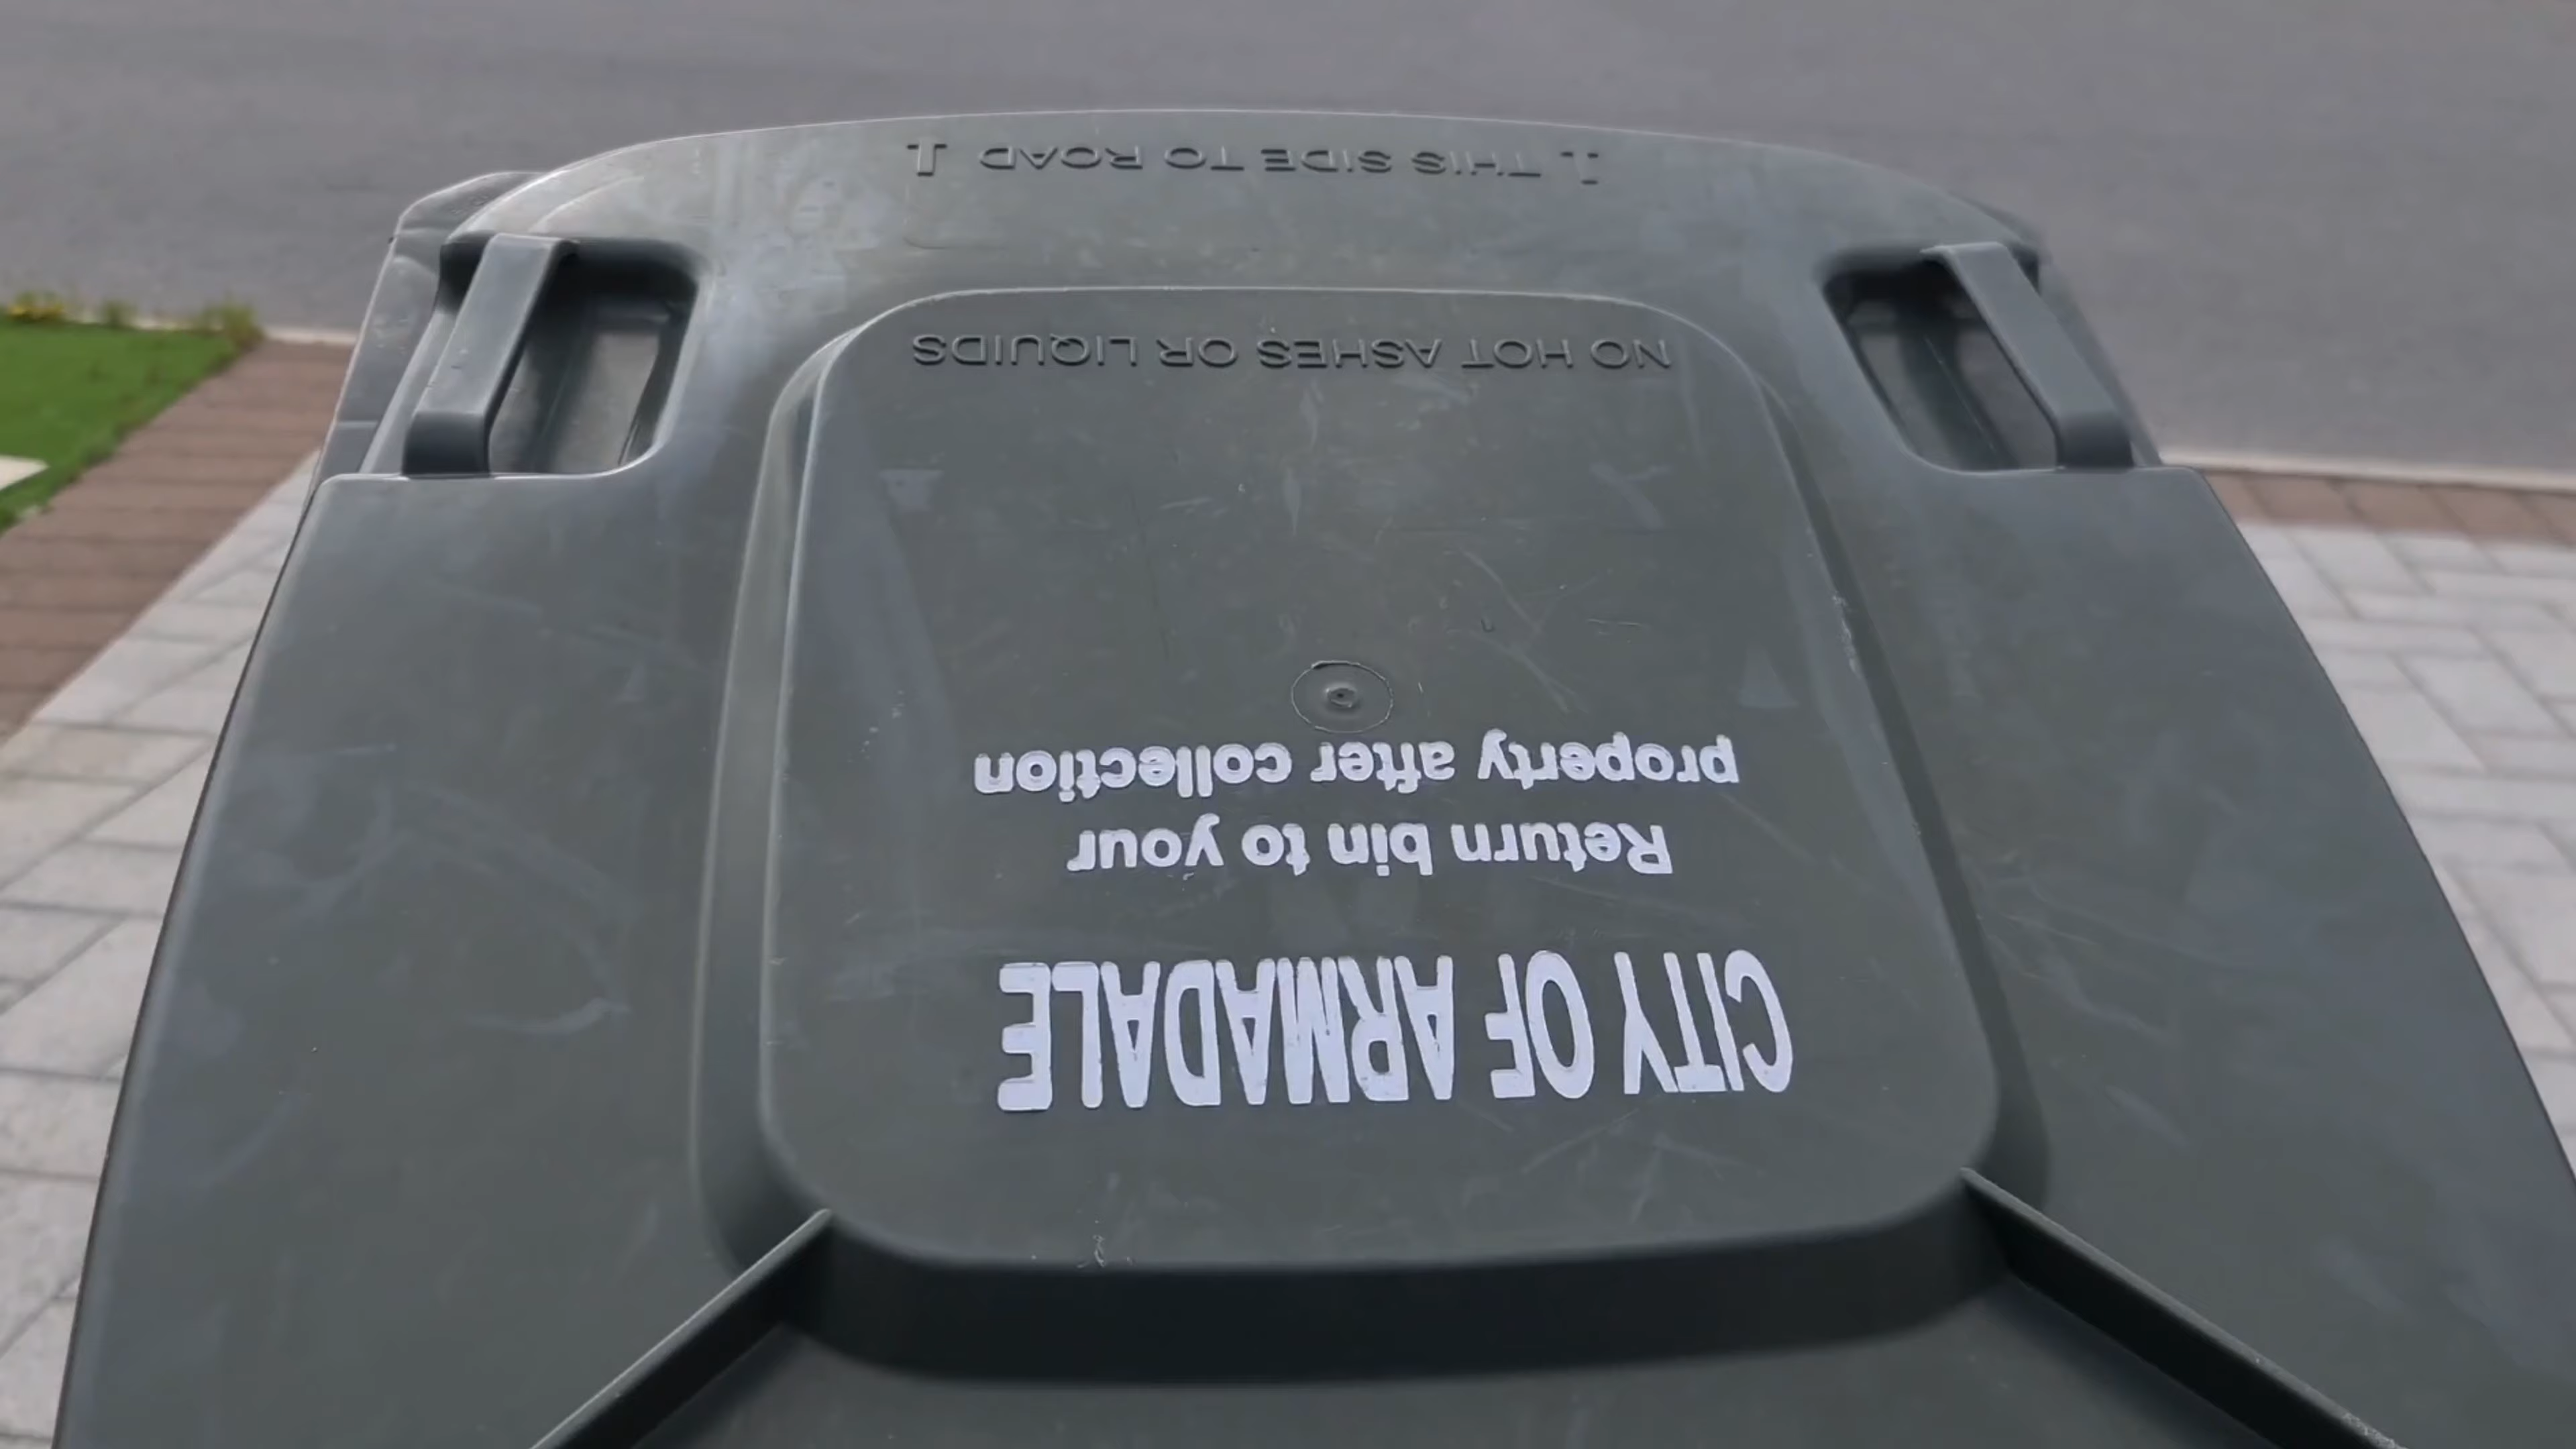 CITY OF ARMADALE
Return bin to your
property after collection
NO HOT ASHES OR LIQUIDS
THIS SIDE TO ROAD